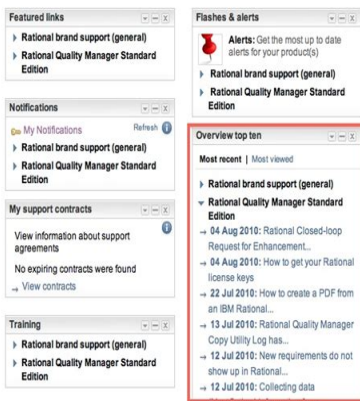 Featured links
Rational brand support (general)
Rational Quality Manager Standard
Edition
Notifications
My Notifications
Refresh
Rational brand support (general)
Rational Quality Manager Standard
Edition
My support contracts
View information about support
agreements
No expiring contracts were found
→ View contracts
Training
Rational brand support (general)
Rational Quality Manager Standard
Edition
Flashes & alerts
Alerts: Get the most up to date
alerts for your product(s)
Rational brand support (general)
Rational Quality Manager Standard
Edition
Overview top ten
Most recent | Most viewed
Rational brand support (general)
Rational Quality Manager Standard
Edition
→ 04 Aug 2010: Rational Closed-loop
Request for Enhancement...
→ 04 Aug 2010: How to get your Rational
license keys
→ 22 Jul 2010: How to create a PDF from
an IBM Rational...
→ 13 Jul 2010: Rational Quality Manager
Copy Utility Log has...
→ 12 Jul 2010: New requirements do not
show up in Rational...
→ 12 Jul 2010: Collecting data